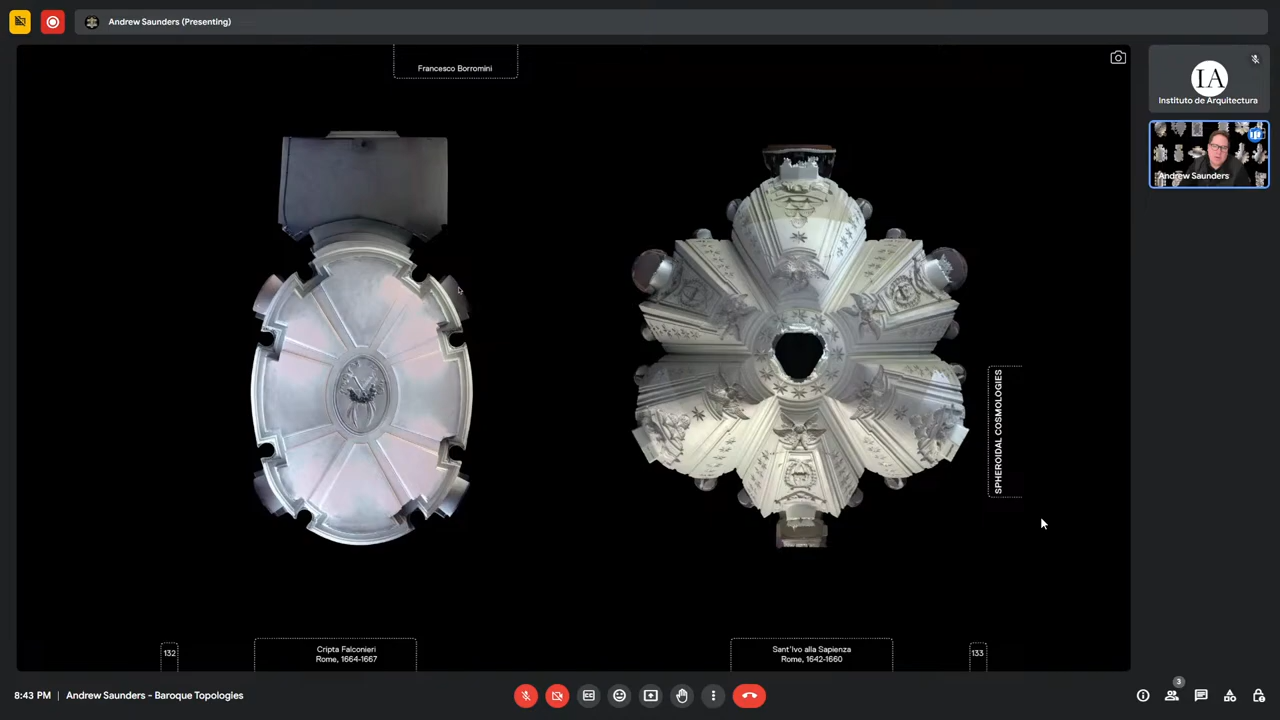 Andrew Saunders (Presenting)
Francesco Borromini
IA
Instituto de Arquitectura
Andrew Saunders
SPHEROIDAL COSMOLOGIES
132
Cripta Falconieri
Rome, 1664-1667
Sant'Ivo alla Sapienza
Rome, 1642-1660
133
8:43 PM | Andrew Saunders - Baroque Topologies
3